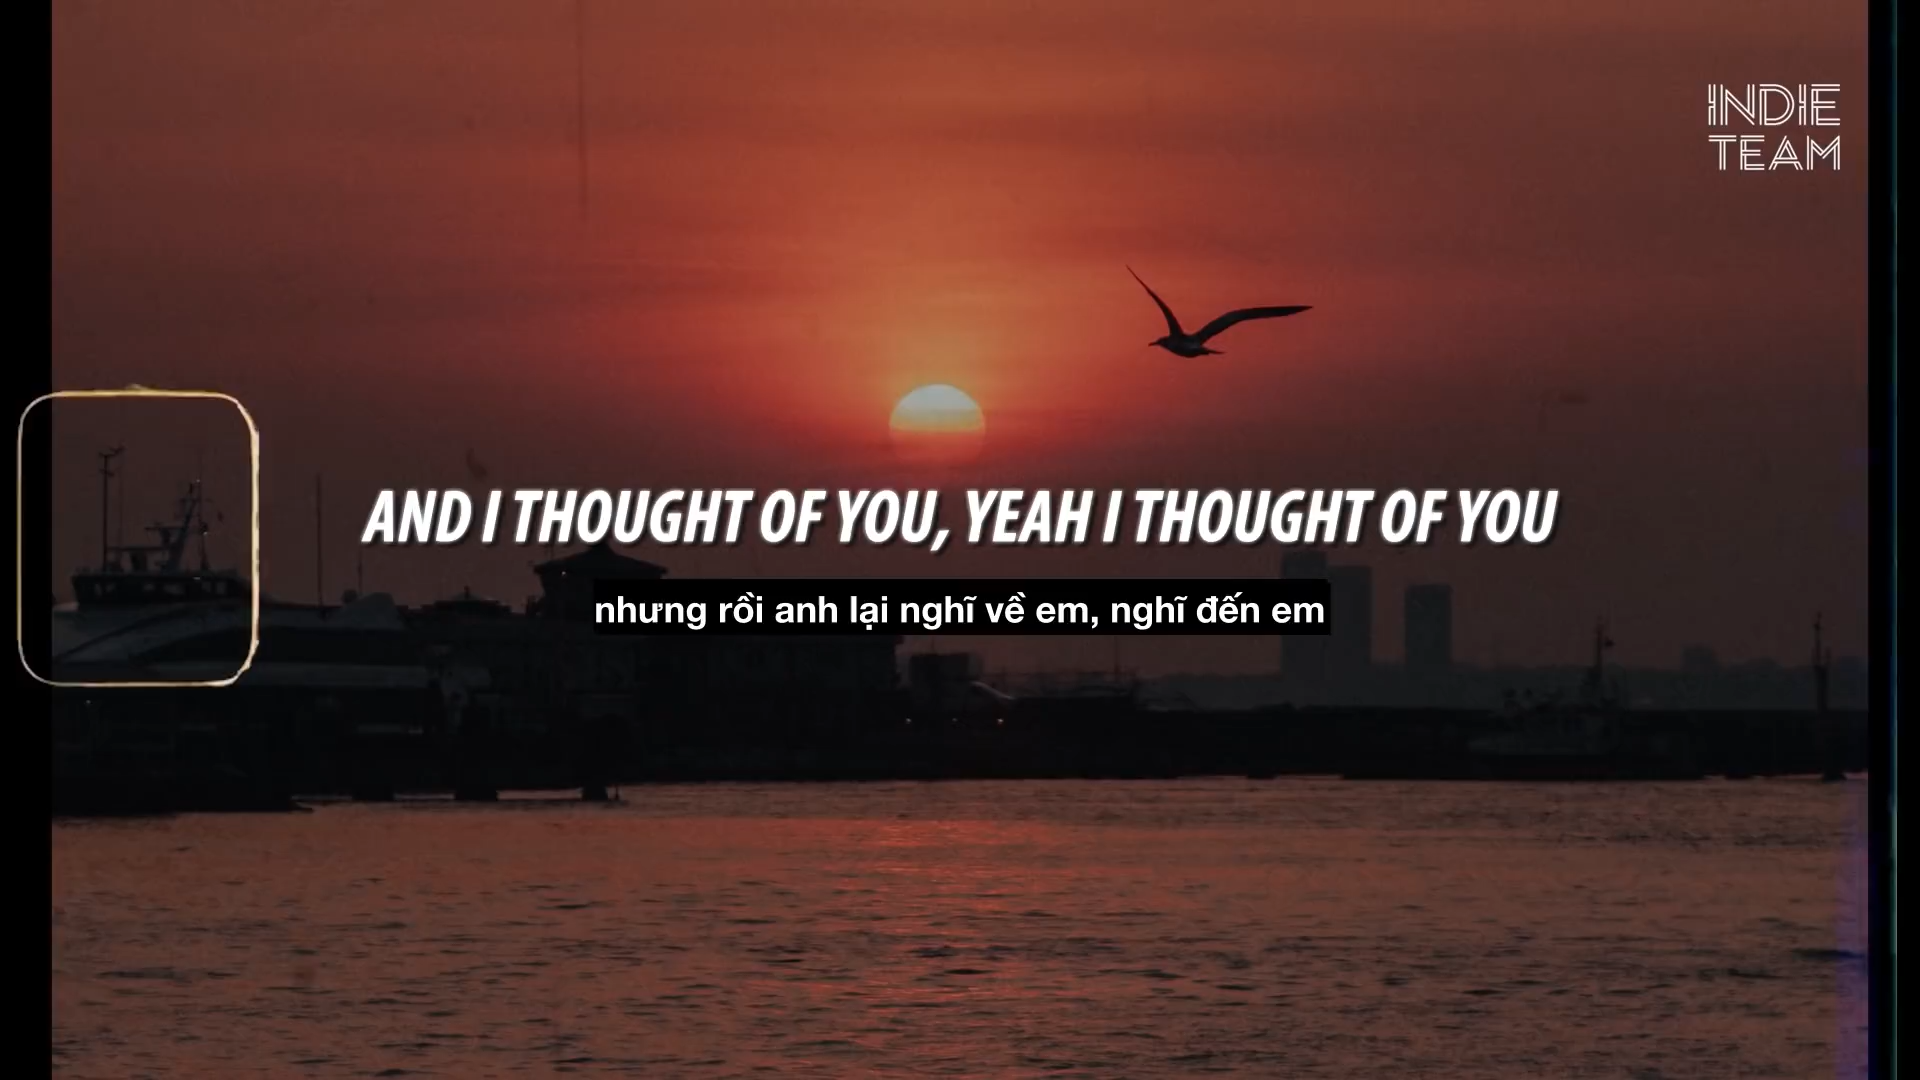 INDIE
TEAM
AND I THOUGHT OF YOU, YEAH I THOUGHT OF YOU
nhưng rồi anh lại nghĩ về em, nghĩ đến em